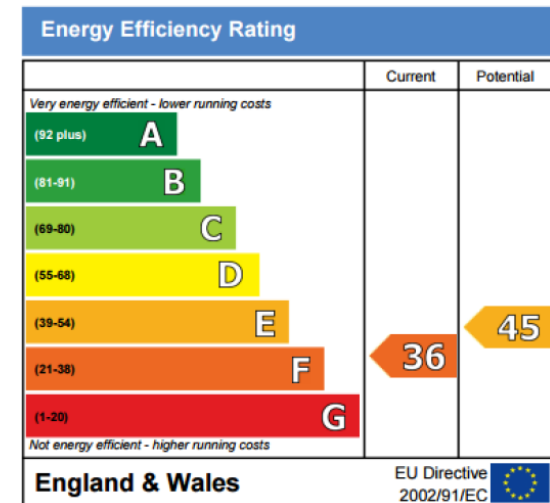 Energy Efficiency Rating
Current Potential
Very energy efficient - lower running costs
(92 plus) A
(81-91) B
(69-80) C
(55-68) D
(39-54) E
45
36
(21-38) F
(1-20) G
Not energy efficient - higher running costs
England & Wales
EU Directive
2002/91/EC